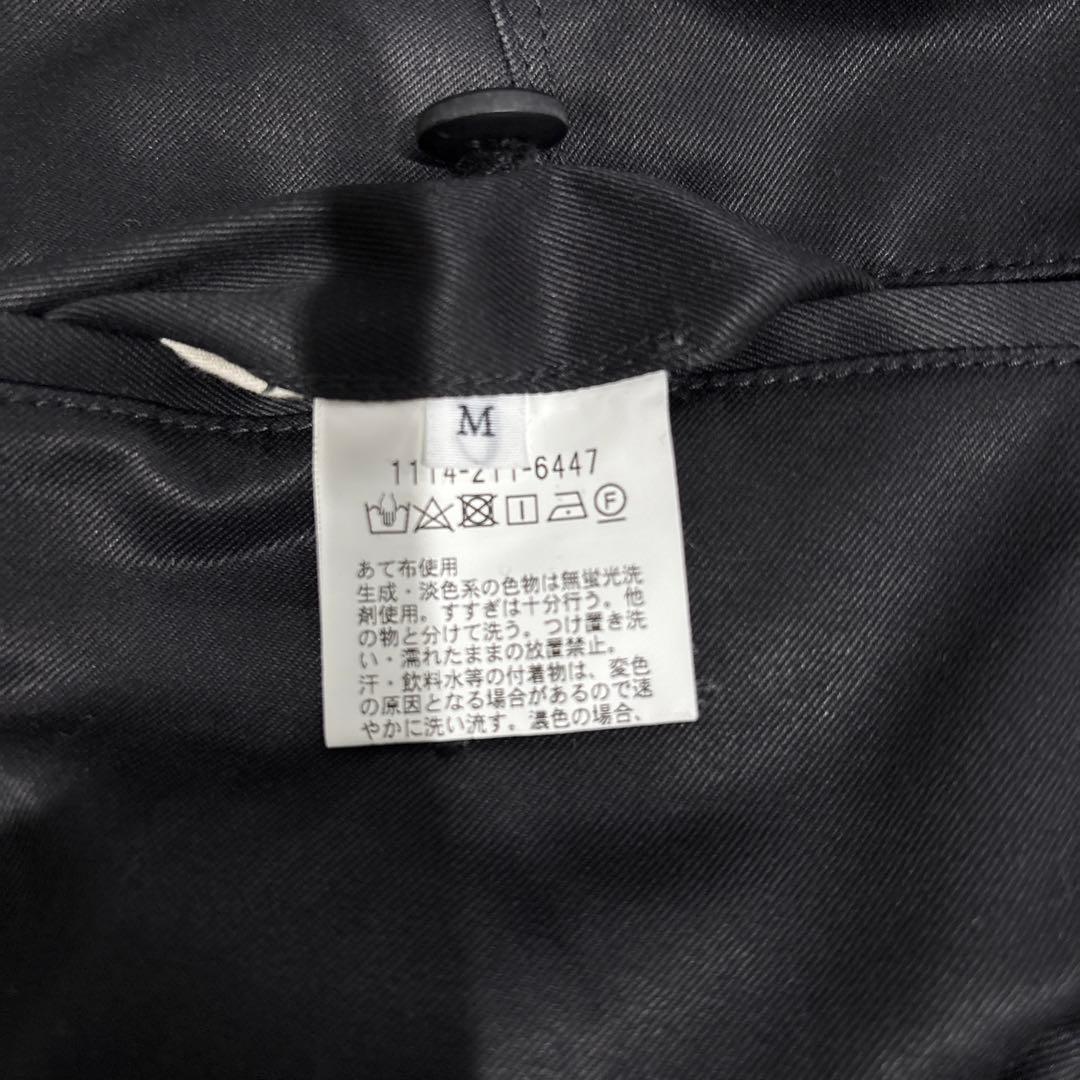 M
1114-211-6447
F
あて布使用
生成・淡色系の色物は無蛍光洗
剤使用。すすぎは十分行う。他
の物と分けて洗う。つけ置き洗
い・濡れたままの放置禁止。
汗・飲料水等の付着物は、変色
の原因となる場合があるので速
やかに洗い流す。濃色の場合、